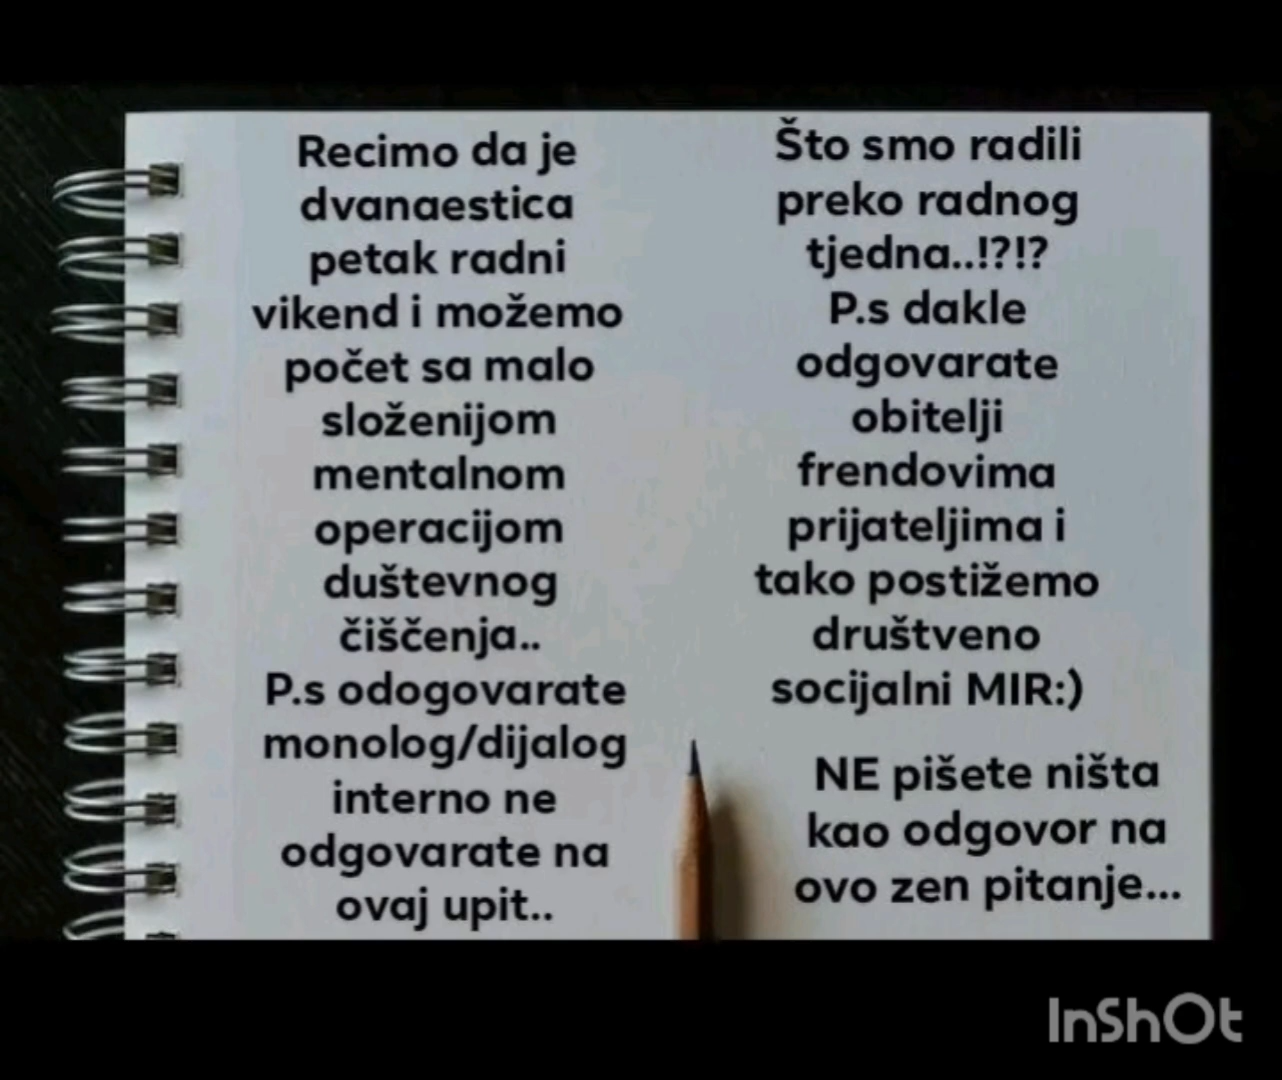 Recimo da je
dvanaestica
petak radni
vikend i možemo
počet sa malo
složenijom
mentalnom
operacijom
duštevnog
čiščenja..
P.s odogovarate
monolog/dijalog
interno ne
odgovarate na
ovaj upit..
Što smo radili
preko radnog
tjedna..!?!?
P.s dakle
odgovarate
obitelji
frendovima
prijateljima i
tako postižemo
društveno
socijalni MIR:)
NE pišete ništa
kao odgovor na
ovo zen pitanje...
InShOt